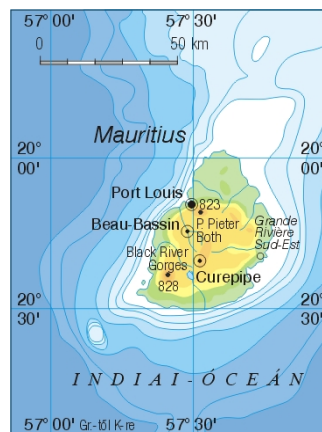 57° 00' 57° 30'
0 50 km
Mauritius
20° 00' 20° 00'
Port Louis 823
Beau-Bassin P. Pieter Both
Grande Rivière Sud-Est
Black River Gorges
Curepipe
828
20° 30' 20° 30'
INDIAI-ÓCEÁN
57° 00' Gr.-től K-re 57° 30'